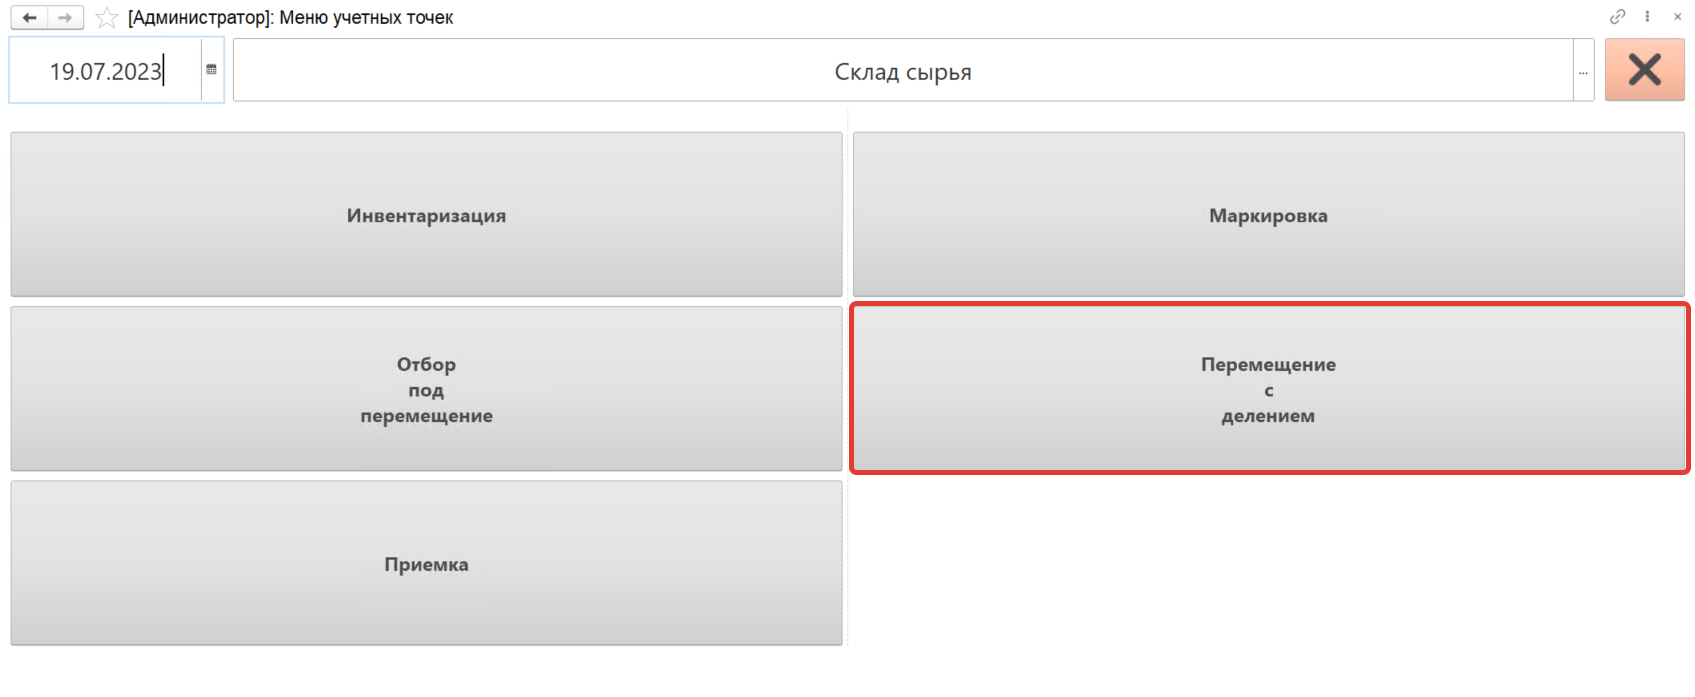 [Администратор]: Меню учетных точек
19.07.2023
Склад сырья
...
Инвентаризация
Маркировка
Отбор
под
перемещение
Перемещение
с
делением
Приемка